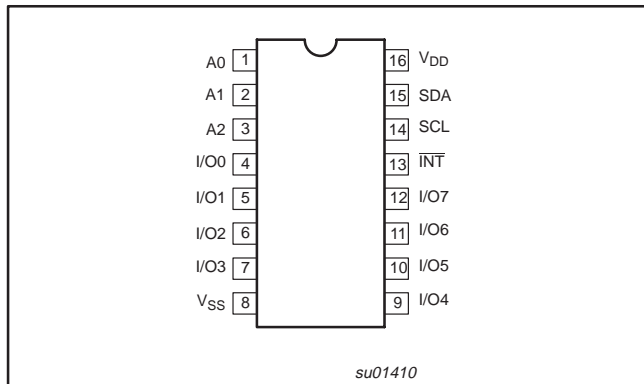 A0 1 16 VDD
A1 2 15 SDA
A2 3 14 SCL
I/O0 4 13 I̅N̅T̅
I/O1 5 12 I/O7
I/O2 6 11 I/O6
I/O3 7 10 I/O5
VSS 8 9 I/O4
su01410